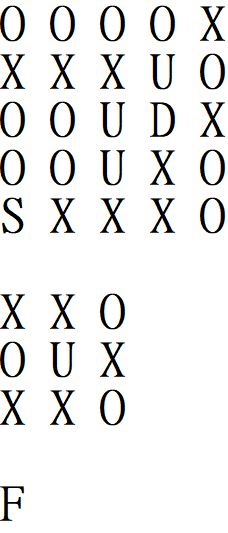 O O O O X
X X X U O
O O U D X
O O U X O
S X X X O

X X O
O U X
X X O

F